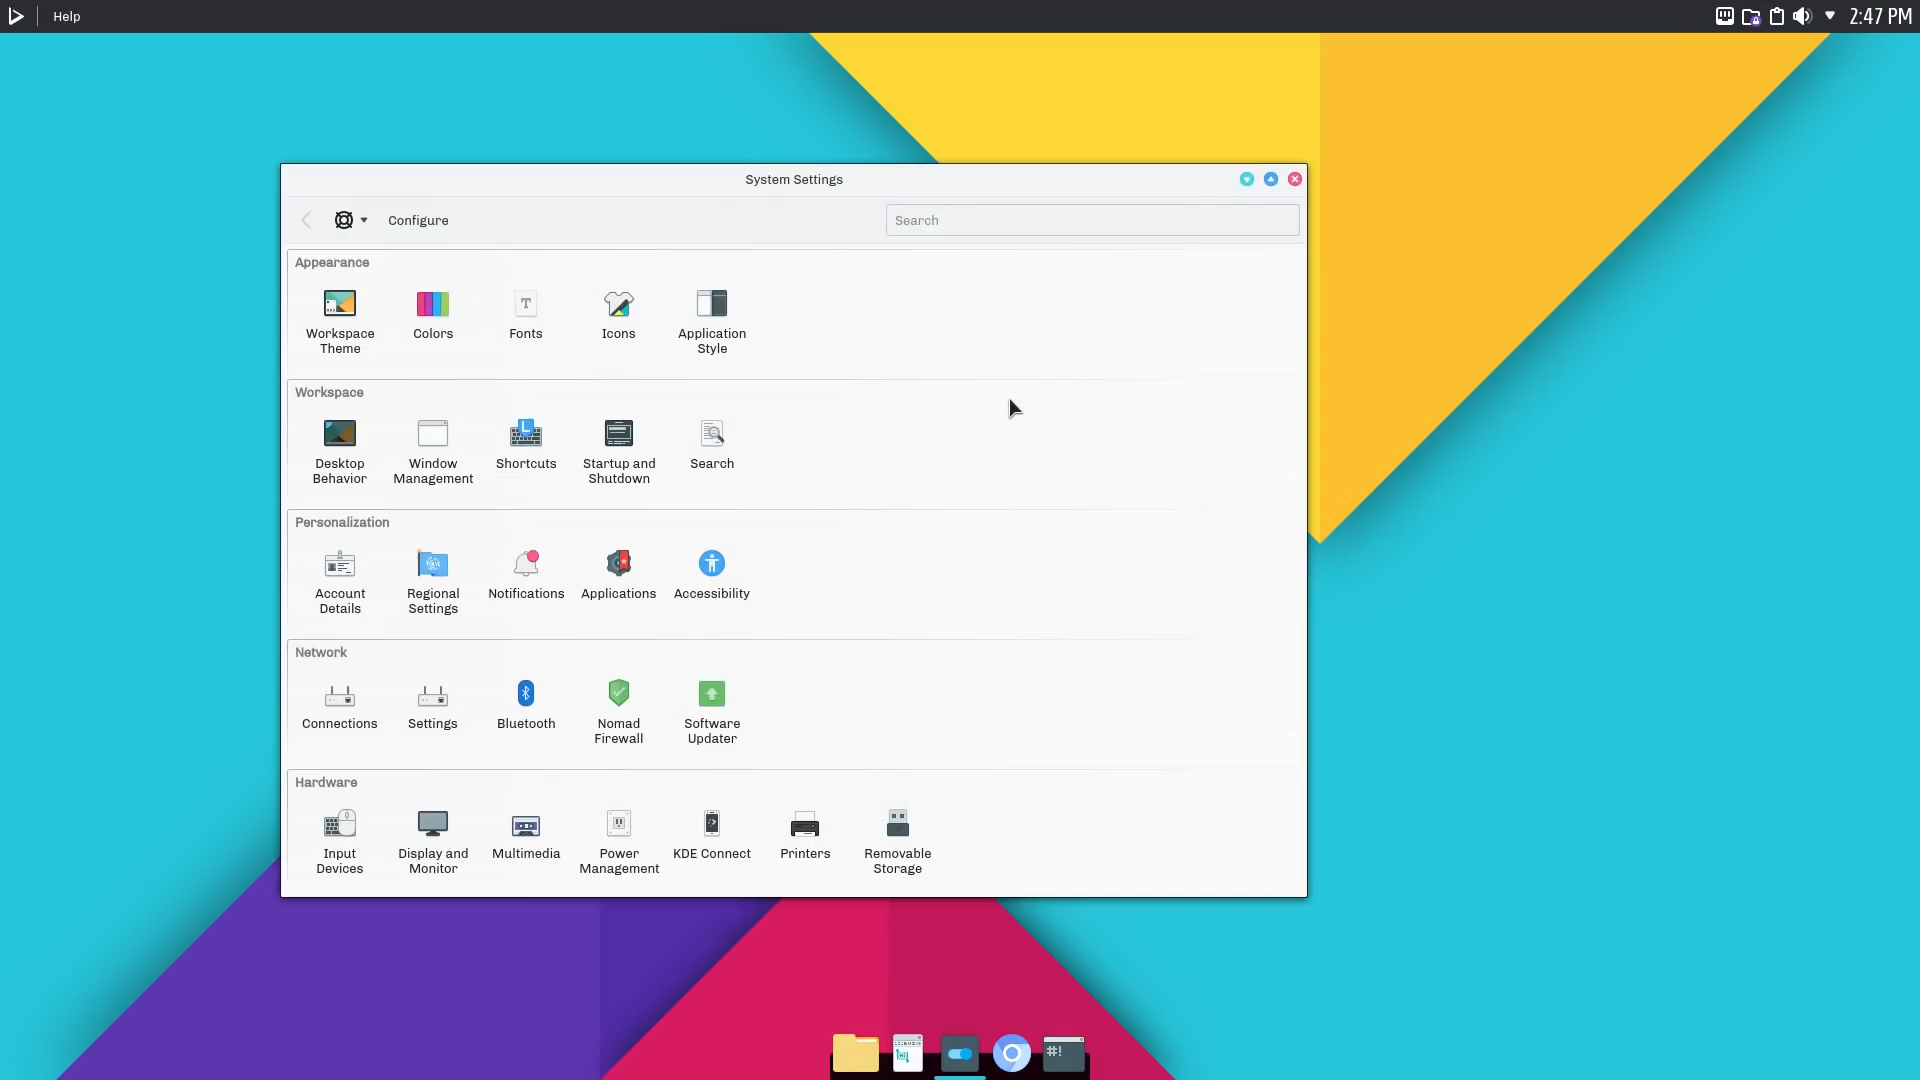 Help
2:47 PM
System Settings
Configure
Search
Appearance
Workspace Theme
Colors
Fonts
Icons
Application Style
Workspace
Desktop Behavior
Window Management
Shortcuts
Startup and Shutdown
Search
Personalization
Account Details
Regional Settings
Notifications
Applications
Accessibility
Network
Connections
Settings
Bluetooth
Nomad Firewall
Software Updater
Hardware
Input Devices
Display and Monitor
Multimedia
Power Management
KDE Connect
Printers
Removable Storage